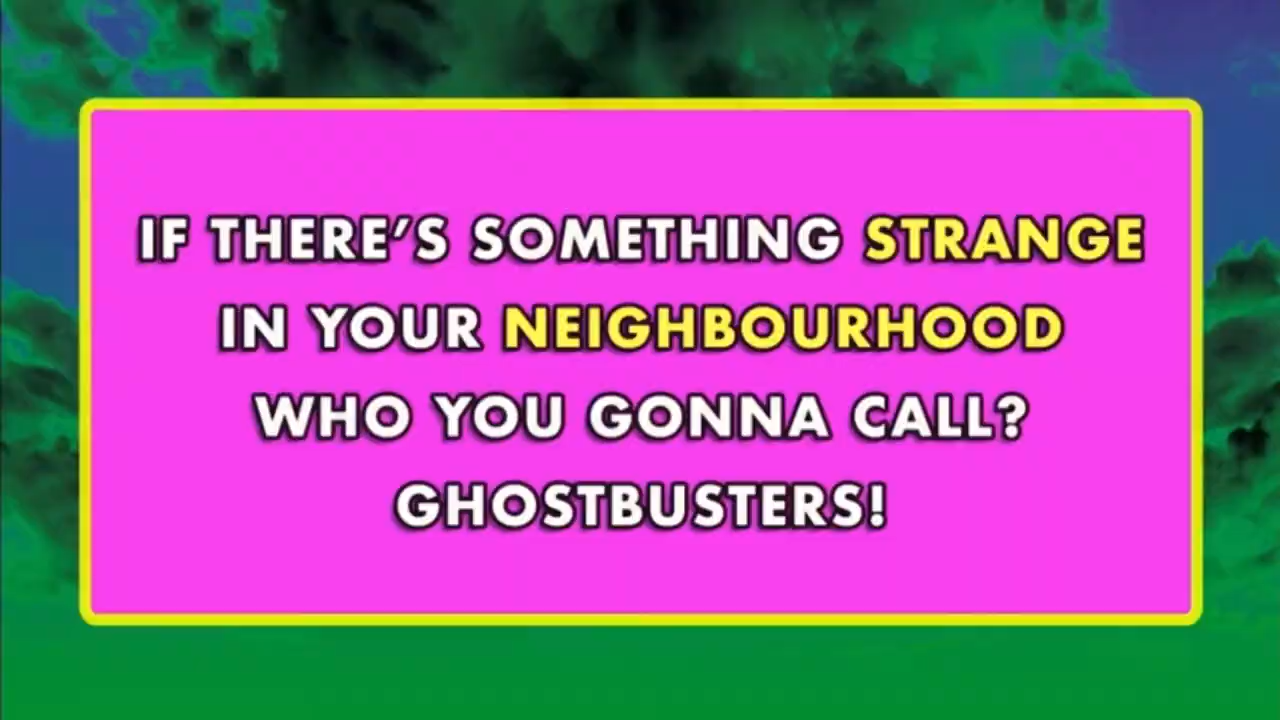 IF THERE'S SOMETHING STRANGE
IN YOUR NEIGHBOURHOOD
WHO YOU GONNA CALL?
GHOSTBUSTERS!